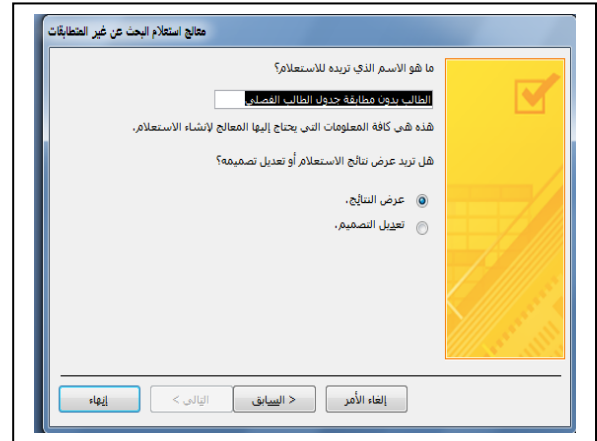 معالج استعلام البحث عن غير المتطابقات
ما هو الاسم الذي تريده للاستعلام؟
الطالب بدون مطابقة جدول الطالب الفصلي
هذه هي كافة المعلومات التي يحتاج إليها المعالج لإنشاء الاستعلام.
هل تريد عرض نتائج الاستعلام أو تعديل تصميمه؟
عرض النتائج.
تعديل التصميم.
إلغاء الأمر
< السابق
التالي >
إنهاء